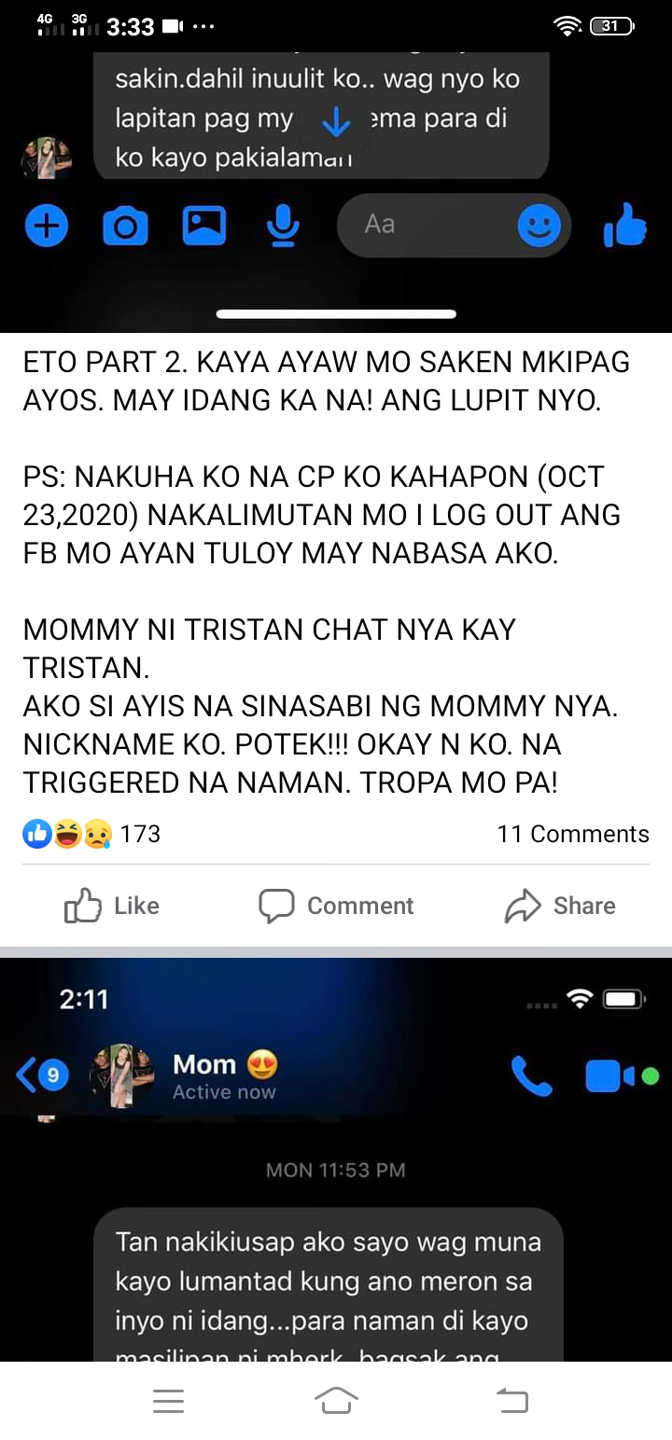 4G 3G 3:33 ... 31
sakin.dahil inuulit ko.. wag nyo ko
lapitan pag my ema para di
ko kayo pakialaman
Aa
ETO PART 2. KAYA AYAW MO SAKEN MKIPAG
AYOS. MAY IDANG KA NA! ANG LUPIT NYO.
PS: NAKUHA KO NA CP KO KAHAPON (OCT
23,2020) NAKALIMUTAN MO I LOG OUT ANG
FB MO AYAN TULOY MAY NABASA AKO.
MOMMY NI TRISTAN CHAT NYA KAY
TRISTAN.
AKO SI AYIS NA SINASABI NG MOMMY NYA.
NICKNAME KO. POTEK!!! OKAY N KO. NA
TRIGGERED NA NAMAN. TROPA MO PA!
173 11 Comments
Like Comment Share
2:11
9 Mom 😍
Active now
MON 11:53 PM
Tan nakikiusap ako sayo wag muna
kayo lumantad kung ano meron sa
inyo ni idang...para naman di kayo
masilipan ni mherk bagsak ang